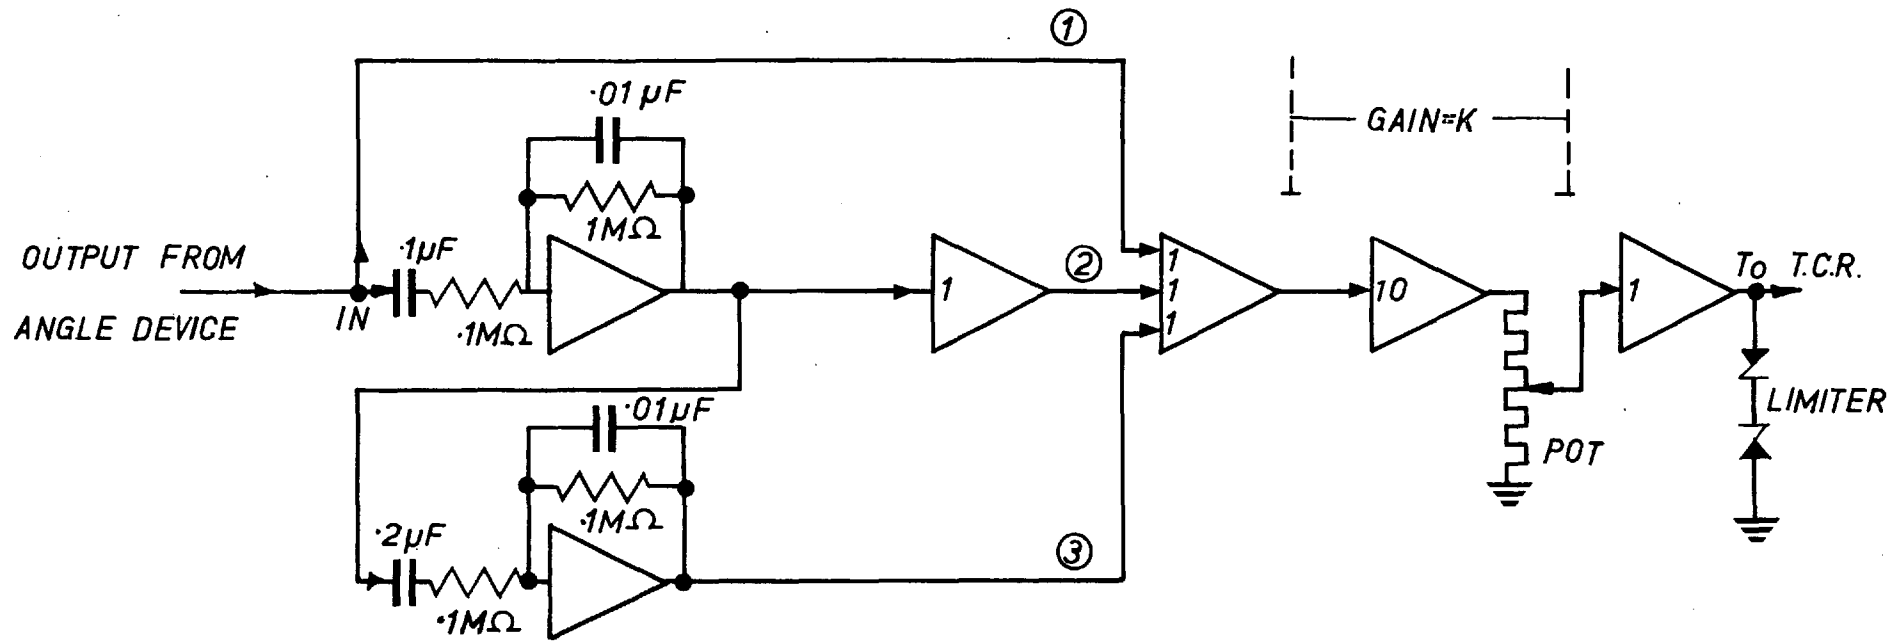 ①
·01 µF
GAIN=K
1MΩ
OUTPUT FROM
ANGLE DEVICE
·1µF
IN
·1MΩ
1
②
1
1
1
10
1
To T.C.R.
LIMITER
POT
·01µF
·1MΩ
·2µF
·1MΩ
③